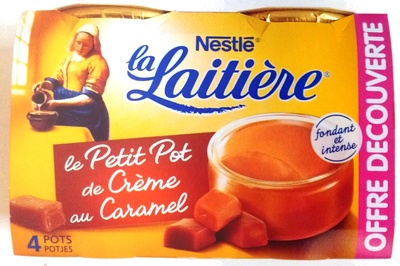 Nestlé®
la Laitière®
le Petit Pot
de Crème
au Caramel
fondant et
intense
4 POTS
POTJES
OFFRE DECOUVERTE